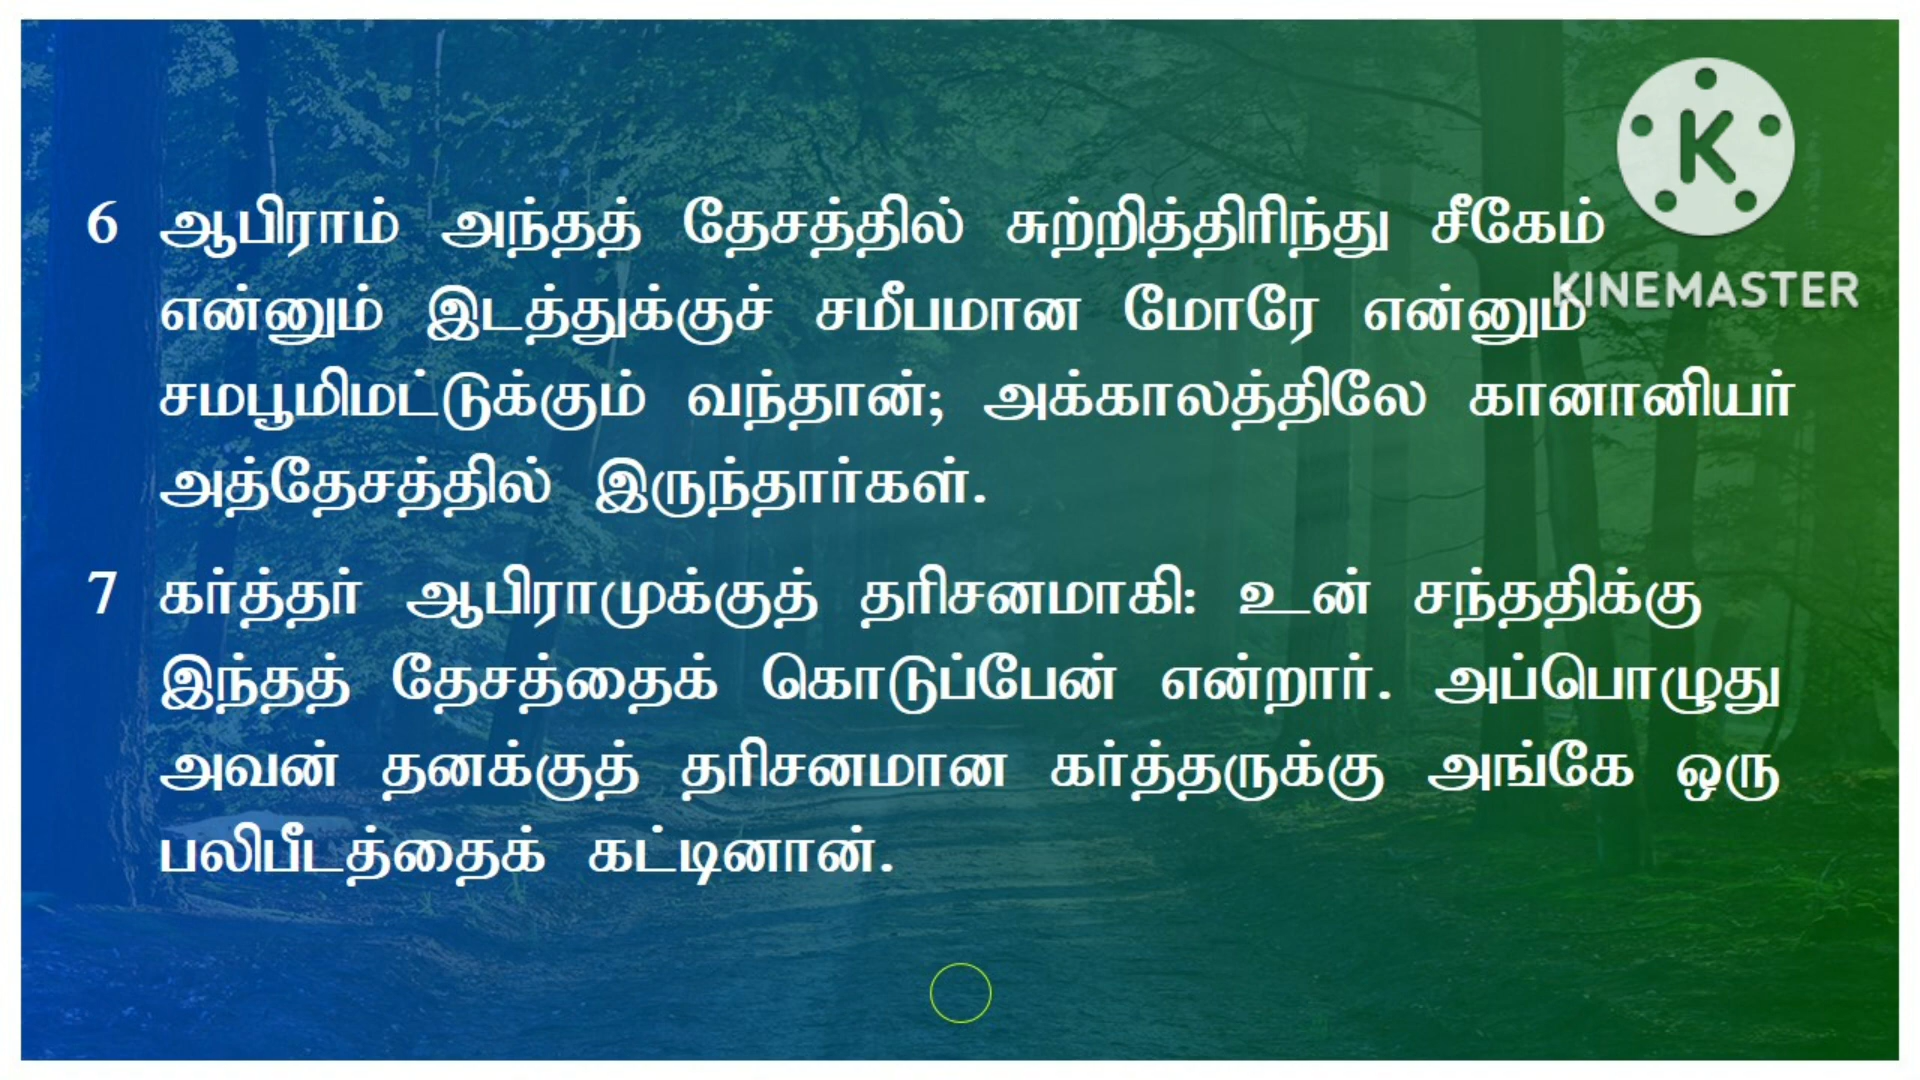 6 ஆபிராம் அந்தத் தேசத்தில் சுற்றித்திரிந்து சீகேம்
என்னும் இடத்துக்குச் சமீபமான மோரே என்னும்
சமபூமிமட்டுக்கும் வந்தான்; அக்காலத்திலே கானானியர்
அத்தேசத்தில் இருந்தார்கள்.
7 கர்த்தர் ஆபிராமுக்குத் தரிசனமாகி: உன் சந்ததிக்கு
இந்தத் தேசத்தைக் கொடுப்பேன் என்றார். அப்பொழுது
அவன் தனக்குத் தரிசனமான கர்த்தருக்கு அங்கே ஒரு
பலிபீடத்தைக் கட்டினான்.
K
KINEMASTER